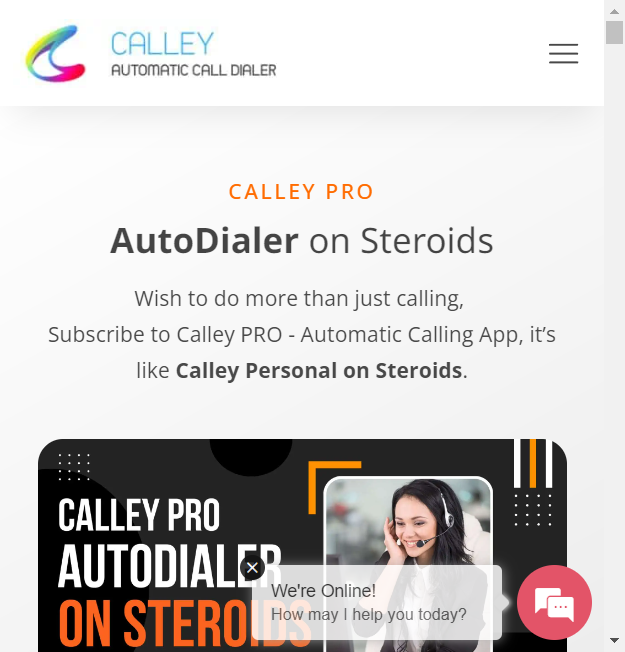 CALLEY
AUTOMATIC CALL DIALER
CALLEY PRO
AutoDialer on Steroids
Wish to do more than just calling,
Subscribe to Calley PRO - Automatic Calling App, it’s
like Calley Personal on Steroids.
CALLEY PRO
AUTODIALER
ON STEROIDS
We're Online!
How may I help you today?